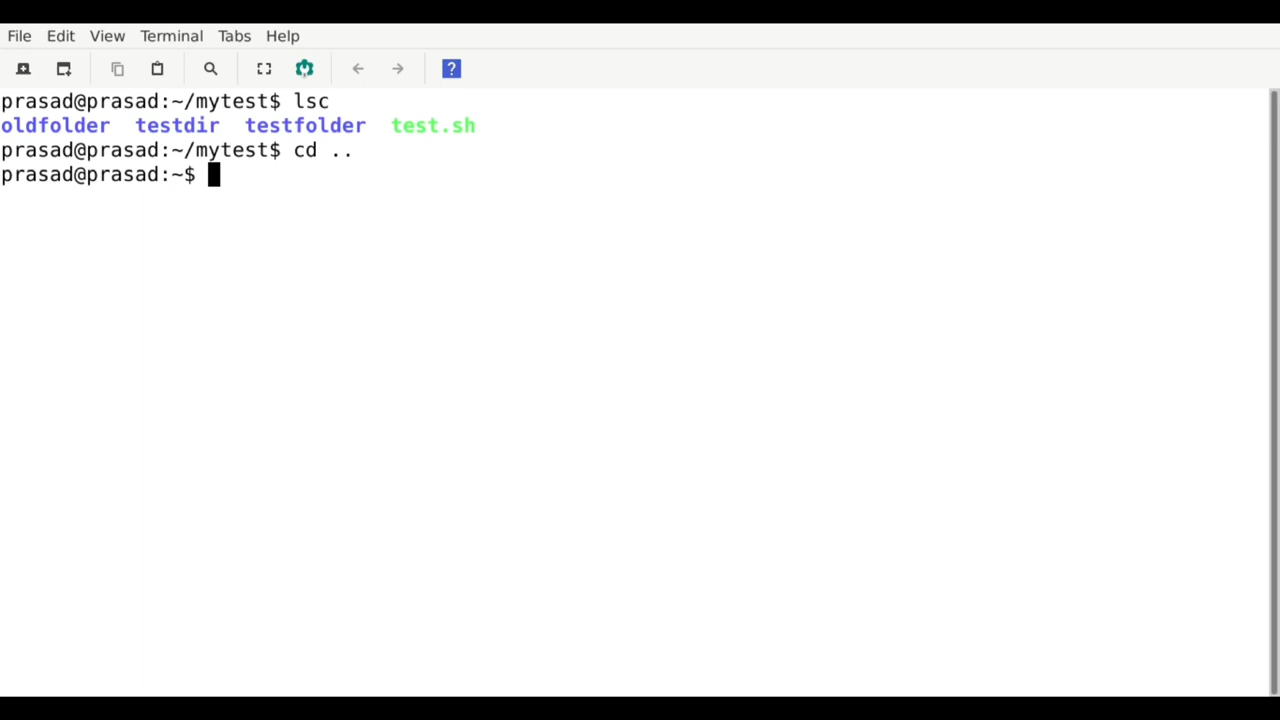 File Edit View Terminal Tabs Help
?
prasad@prasad:~/mytest$ lsc
oldfolder  testdir  testfolder  test.sh
prasad@prasad:~/mytest$ cd ..
prasad@prasad:~$